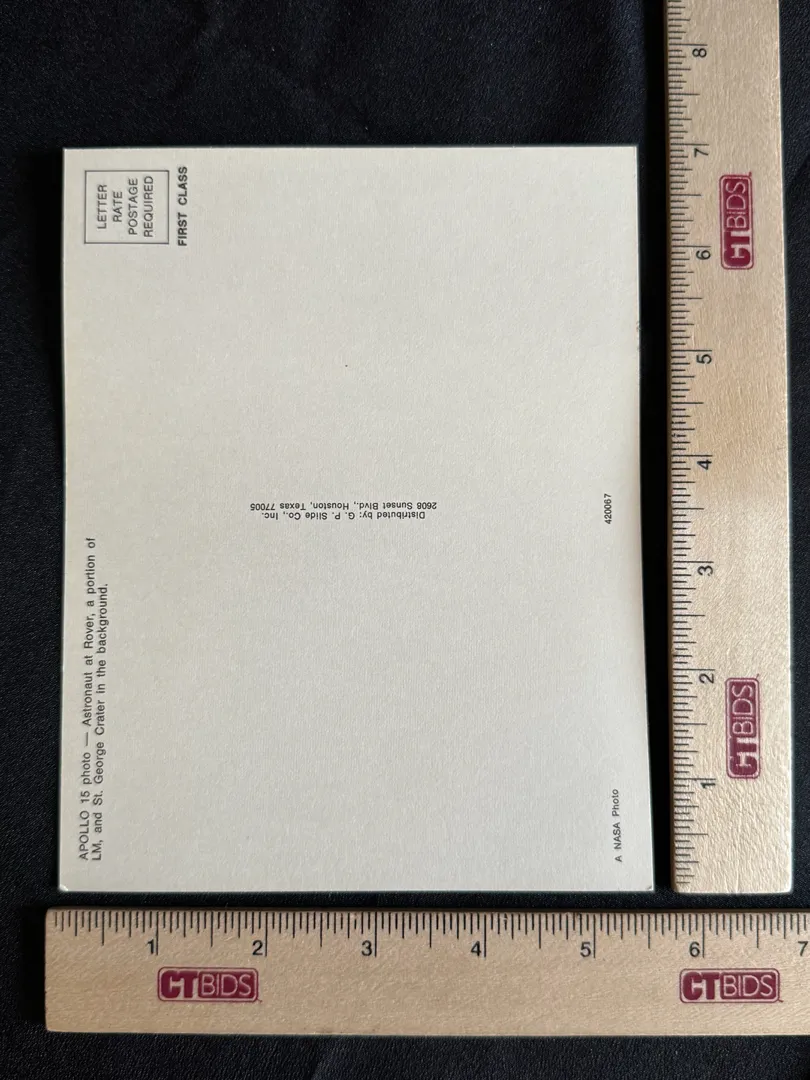 LETTER
RATE
POSTAGE
REQUIRED
FIRST CLASS
APOLLO 15 photo — Astronaut at Rover, a portion of
LM, and St. George Crater in the background.
Distributed by: G. P. Slide Co., Inc.
2608 Sunset Blvd., Houston, Texas 77005
420067
A NASA Photo
8
7
CTBIDS
6
5
4
3
2
CTBIDS
1
1 2 3 4 5 6 7
CTBIDS CTBIDS